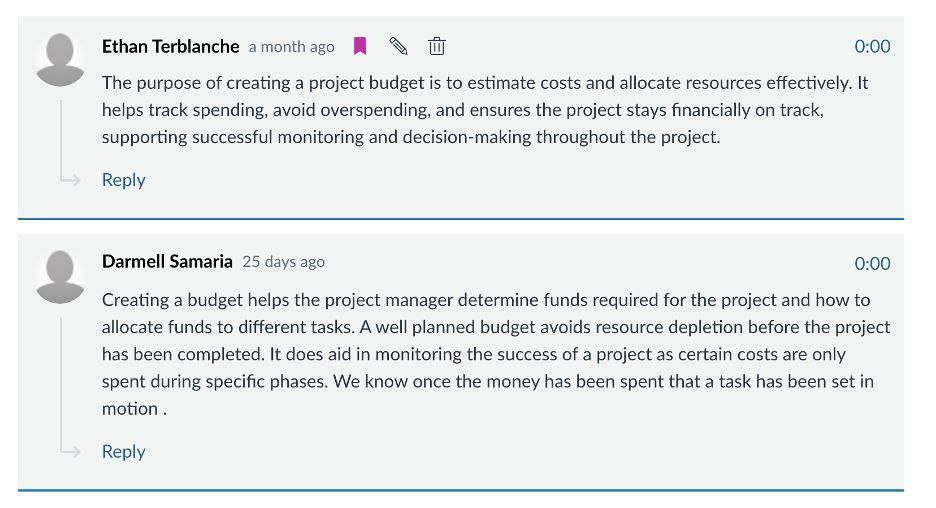 Ethan Terblanche a month ago 0:00
The purpose of creating a project budget is to estimate costs and allocate resources effectively. It
helps track spending, avoid overspending, and ensures the project stays financially on track,
supporting successful monitoring and decision-making throughout the project.
Reply
Darmell Samaria 25 days ago 0:00
Creating a budget helps the project manager determine funds required for the project and how to
allocate funds to different tasks. A well planned budget avoids resource depletion before the project
has been completed. It does aid in monitoring the success of a project as certain costs are only
spent during specific phases. We know once the money has been spent that a task has been set in
motion .
Reply